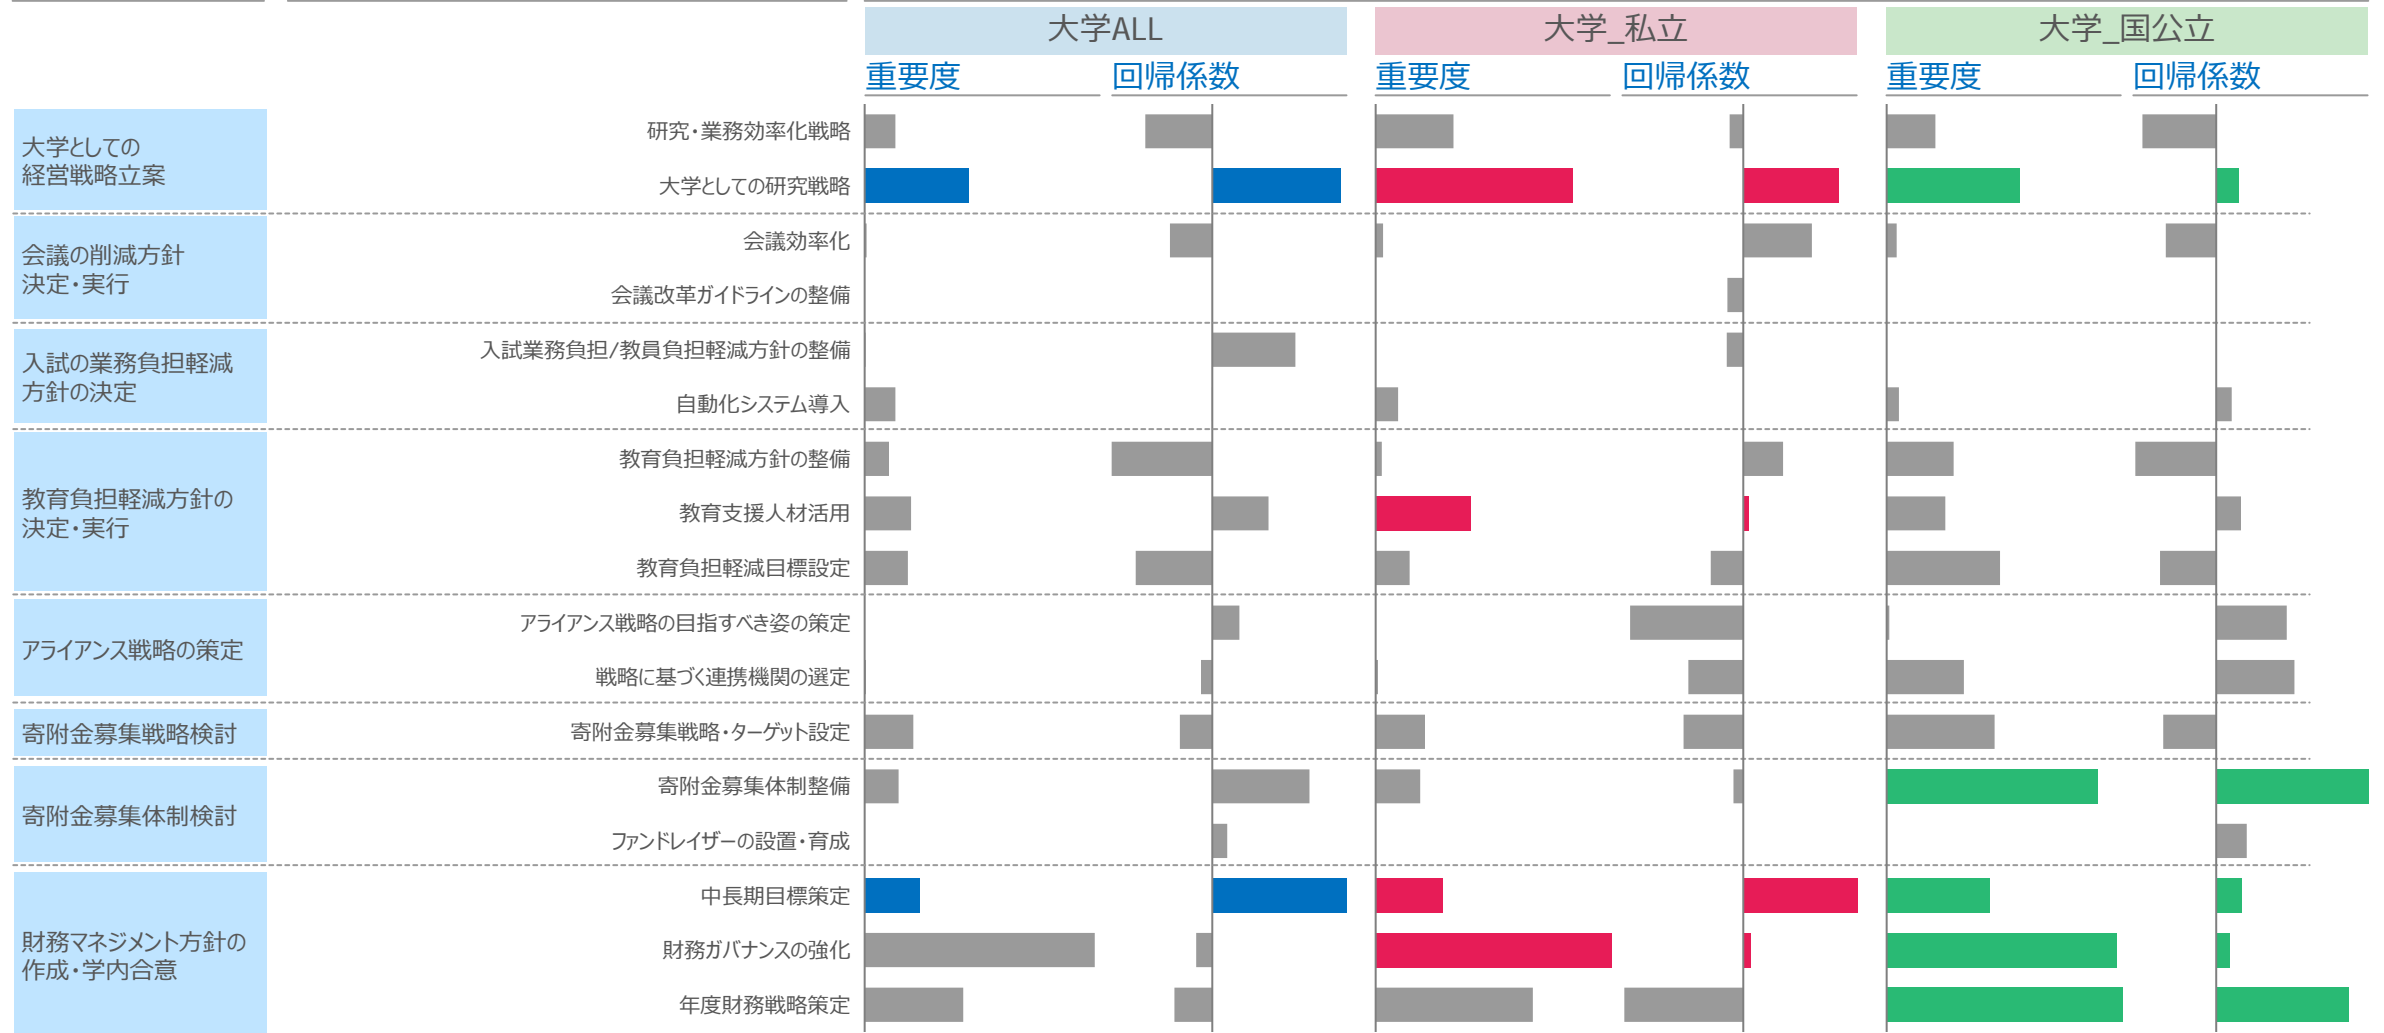 大学ALL
大学_私立
大学_国公立
重要度
回帰係数
重要度
回帰係数
重要度
回帰係数
大学としての
経営戦略立案
研究・業務効率化戦略
大学としての研究戦略
会議の削減方針
決定・実行
会議効率化
会議改革ガイドラインの整備
入試の業務負担軽減
方針の決定
入試業務負担/教員負担軽減方針の整備
自動化システム導入
教育負担軽減方針の
決定・実行
教育負担軽減方針の整備
教育支援人材活用
教育負担軽減目標設定
アライアンス戦略の策定
アライアンス戦略の目指すべき姿の策定
戦略に基づく連携機関の選定
寄附金募集戦略検討
寄附金募集戦略・ターゲット設定
寄附金募集体制検討
寄附金募集体制整備
ファンドレイザーの設置・育成
財務マネジメント方針の
作成・学内合意
中長期目標策定
財務ガバナンスの強化
年度財務戦略策定